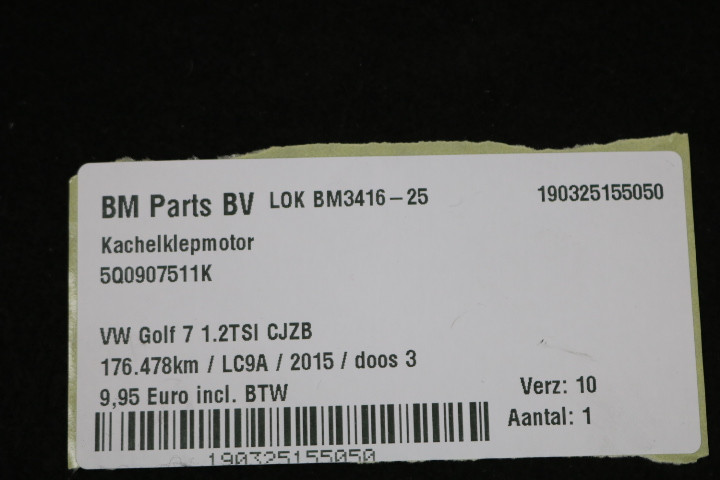 BM Parts BV LOK BM3416-25 190325155050
Kachelklepmotor
5Q0907511K
VW Golf 7 1.2TSI CJZB
176.478km / LC9A / 2015 / doos 3
9,95 Euro incl. BTW
Verz: 10
Aantal: 1
190325155050